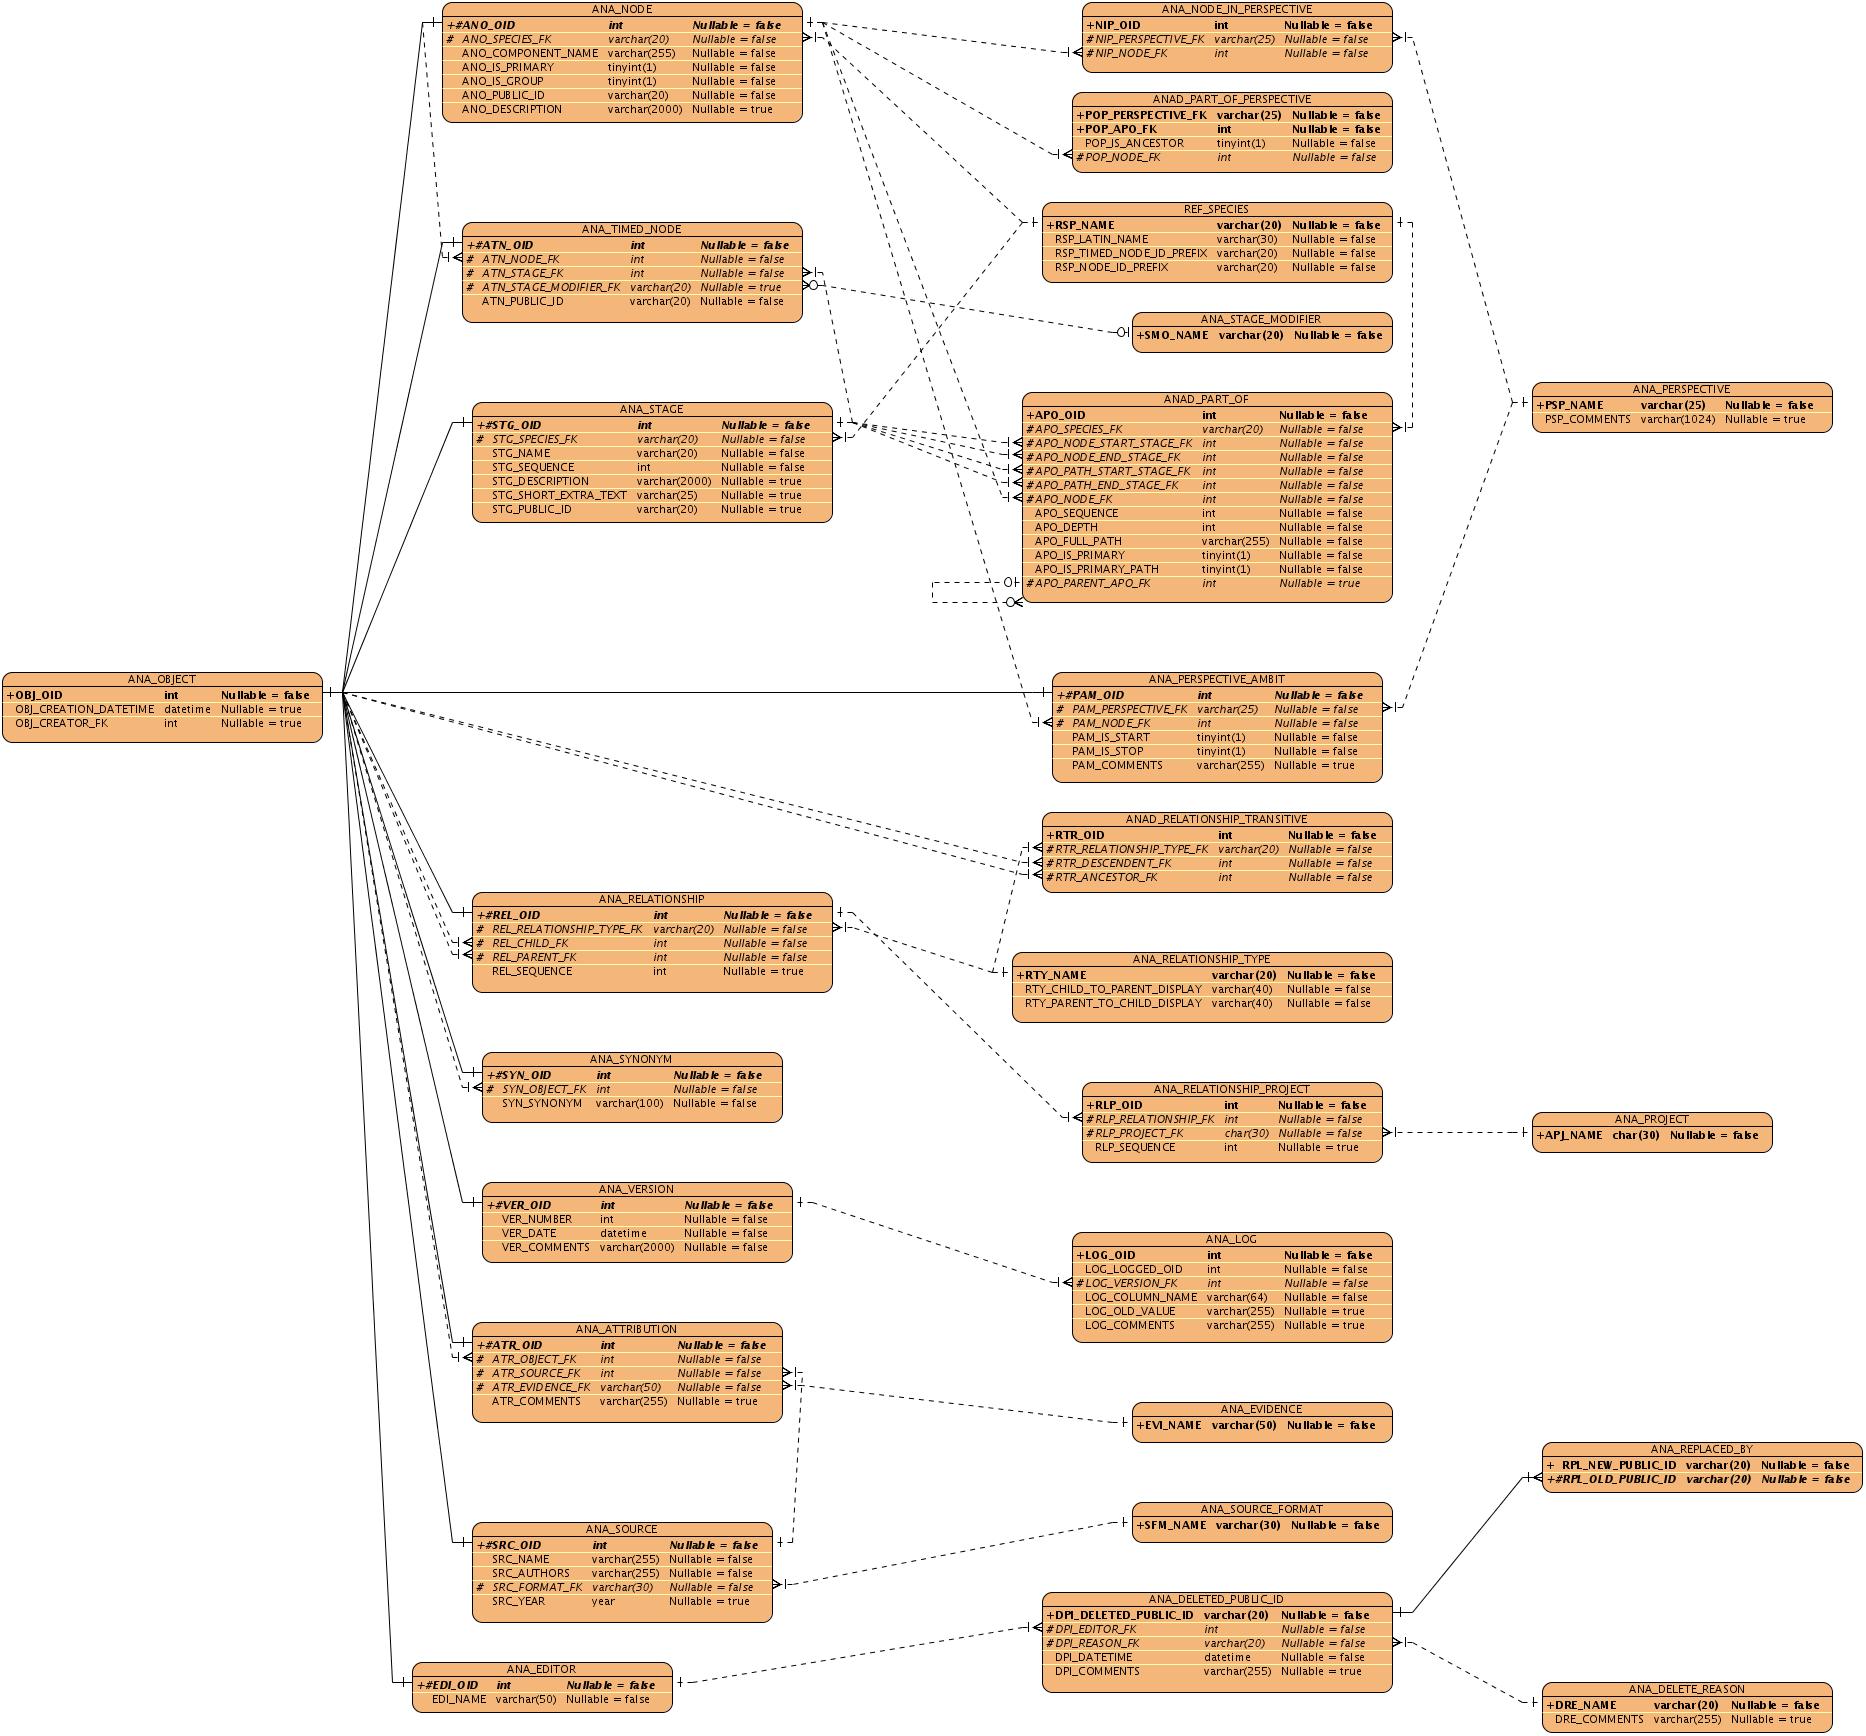 ANA_NODE
+#ANO_OID int Nullable = false
# ANO_SPECIES_FK varchar(20) Nullable = false
ANO_COMPONENT_NAME varchar(255) Nullable = false
ANO_IS_PRIMARY tinyint(1) Nullable = false
ANO_IS_GROUP tinyint(1) Nullable = false
ANO_PUBLIC_ID varchar(20) Nullable = false
ANO_DESCRIPTION varchar(2000) Nullable = true
ANA_NODE_IN_PERSPECTIVE
+NIP_OID int Nullable = false
#NIP_PERSPECTIVE_FK varchar(25) Nullable = false
#NIP_NODE_FK int Nullable = false
ANAD_PART_OF_PERSPECTIVE
+POP_PERSPECTIVE_FK varchar(25) Nullable = false
+POP_APO_FK int Nullable = false
POP_IS_ANCESTOR tinyint(1) Nullable = false
#POP_NODE_FK int Nullable = false
ANA_TIMED_NODE
+#ATN_OID int Nullable = false
# ATN_NODE_FK int Nullable = false
# ATN_STAGE_FK int Nullable = false
# ATN_STAGE_MODIFIER_FK varchar(20) Nullable = true
ATN_PUBLIC_ID varchar(20) Nullable = false
REF_SPECIES
+RSP_NAME varchar(20) Nullable = false
RSP_LATIN_NAME varchar(30) Nullable = false
RSP_TIMED_NODE_ID_PREFIX varchar(20) Nullable = false
RSP_NODE_ID_PREFIX varchar(20) Nullable = false
ANA_STAGE_MODIFIER
+SMO_NAME varchar(20) Nullable = false
ANA_STAGE
+#STG_OID int Nullable = false
# STG_SPECIES_FK varchar(20) Nullable = false
STG_NAME varchar(20) Nullable = false
STG_SEQUENCE int Nullable = false
STG_DESCRIPTION varchar(2000) Nullable = true
STG_SHORT_EXTRA_TEXT varchar(25) Nullable = true
STG_PUBLIC_ID varchar(20) Nullable = true
ANAD_PART_OF
+APO_OID int Nullable = false
#APO_SPECIES_FK varchar(20) Nullable = false
#APO_NODE_START_STAGE_FK int Nullable = false
#APO_NODE_END_STAGE_FK int Nullable = false
#APO_PATH_START_STAGE_FK int Nullable = false
#APO_PATH_END_STAGE_FK int Nullable = false
#APO_NODE_FK int Nullable = false
APO_SEQUENCE int Nullable = false
APO_DEPTH int Nullable = false
APO_FULL_PATH varchar(255) Nullable = false
APO_IS_PRIMARY tinyint(1) Nullable = false
APO_IS_PRIMARY_PATH tinyint(1) Nullable = false
#APO_PARENT_APO_FK int Nullable = true
ANA_PERSPECTIVE
+PSP_NAME varchar(25) Nullable = false
PSP_COMMENTS varchar(1024) Nullable = true
ANA_OBJECT
+OBJ_OID int Nullable = false
OBJ_CREATION_DATETIME datetime Nullable = true
OBJ_CREATOR_FK int Nullable = true
ANA_PERSPECTIVE_AMBIT
+#PAM_OID int Nullable = false
# PAM_PERSPECTIVE_FK varchar(25) Nullable = false
# PAM_NODE_FK int Nullable = false
PAM_IS_START tinyint(1) Nullable = false
PAM_IS_STOP tinyint(1) Nullable = false
PAM_COMMENTS varchar(255) Nullable = true
ANAD_RELATIONSHIP_TRANSITIVE
+RTR_OID int Nullable = false
#RTR_RELATIONSHIP_TYPE_FK varchar(20) Nullable = false
#RTR_DESCENDENT_FK int Nullable = false
#RTR_ANCESTOR_FK int Nullable = false
ANA_RELATIONSHIP
+#REL_OID int Nullable = false
# REL_RELATIONSHIP_TYPE_FK varchar(20) Nullable = false
# REL_CHILD_FK int Nullable = false
# REL_PARENT_FK int Nullable = false
REL_SEQUENCE int Nullable = true
ANA_RELATIONSHIP_TYPE
+RTY_NAME varchar(20) Nullable = false
RTY_CHILD_TO_PARENT_DISPLAY varchar(40) Nullable = false
RTY_PARENT_TO_CHILD_DISPLAY varchar(40) Nullable = false
ANA_SYNONYM
+#SYN_OID int Nullable = false
# SYN_OBJECT_FK int Nullable = false
SYN_SYNONYM varchar(100) Nullable = false
ANA_RELATIONSHIP_PROJECT
+RLP_OID int Nullable = false
#RLP_RELATIONSHIP_FK int Nullable = false
#RLP_PROJECT_FK char(30) Nullable = false
RLP_SEQUENCE int Nullable = true
ANA_PROJECT
+APJ_NAME char(30) Nullable = false
ANA_VERSION
+#VER_OID int Nullable = false
VER_NUMBER int Nullable = false
VER_DATE datetime Nullable = false
VER_COMMENTS varchar(2000) Nullable = false
ANA_LOG
+LOG_OID int Nullable = false
LOG_LOGGED_OID int Nullable = false
#LOG_VERSION_FK int Nullable = false
LOG_COLUMN_NAME varchar(64) Nullable = false
LOG_OLD_VALUE varchar(255) Nullable = true
LOG_COMMENTS varchar(255) Nullable = true
ANA_ATTRIBUTION
+#ATR_OID int Nullable = false
# ATR_OBJECT_FK int Nullable = false
# ATR_SOURCE_FK int Nullable = false
# ATR_EVIDENCE_FK varchar(50) Nullable = false
ATR_COMMENTS varchar(255) Nullable = true
ANA_EVIDENCE
+EVI_NAME varchar(50) Nullable = false
ANA_REPLACED_BY
+ RPL_NEW_PUBLIC_ID varchar(20) Nullable = false
+#RPL_OLD_PUBLIC_ID varchar(20) Nullable = false
ANA_SOURCE_FORMAT
+SFM_NAME varchar(30) Nullable = false
ANA_SOURCE
+#SRC_OID int Nullable = false
SRC_NAME varchar(255) Nullable = false
SRC_AUTHORS varchar(255) Nullable = false
# SRC_FORMAT_FK varchar(30) Nullable = false
SRC_YEAR year Nullable = true
ANA_DELETED_PUBLIC_ID
+DPI_DELETED_PUBLIC_ID varchar(20) Nullable = false
#DPI_EDITOR_FK int Nullable = false
#DPI_REASON_FK varchar(20) Nullable = false
DPI_DATETIME datetime Nullable = false
DPI_COMMENTS varchar(255) Nullable = true
ANA_EDITOR
+#EDI_OID int Nullable = false
EDI_NAME varchar(50) Nullable = false
ANA_DELETE_REASON
+DRE_NAME varchar(20) Nullable = false
DRE_COMMENTS varchar(255) Nullable = true